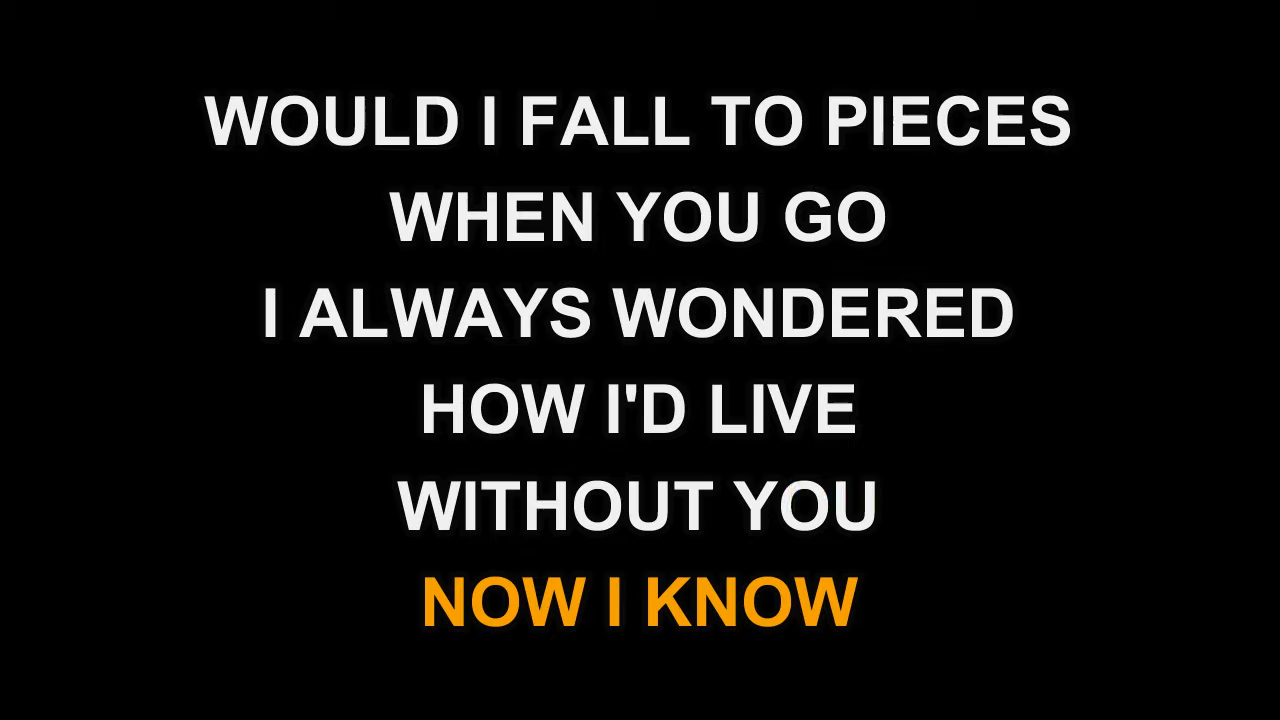 WOULD I FALL TO PIECES
WHEN YOU GO
I ALWAYS WONDERED
HOW I'D LIVE
WITHOUT YOU
NOW I KNOW